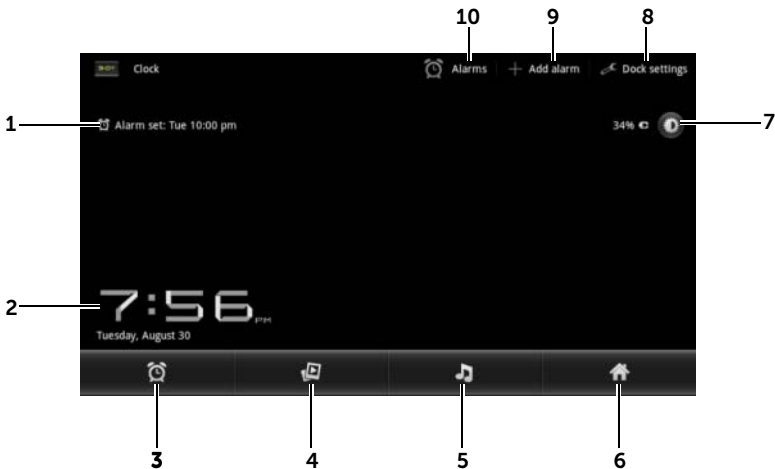 10 9 8
Clock Alarms Add alarm Dock settings
1 Alarm set: Tue 10:00 pm 34% 7
2 7:56 PM
Tuesday, August 30
3 4 5 6